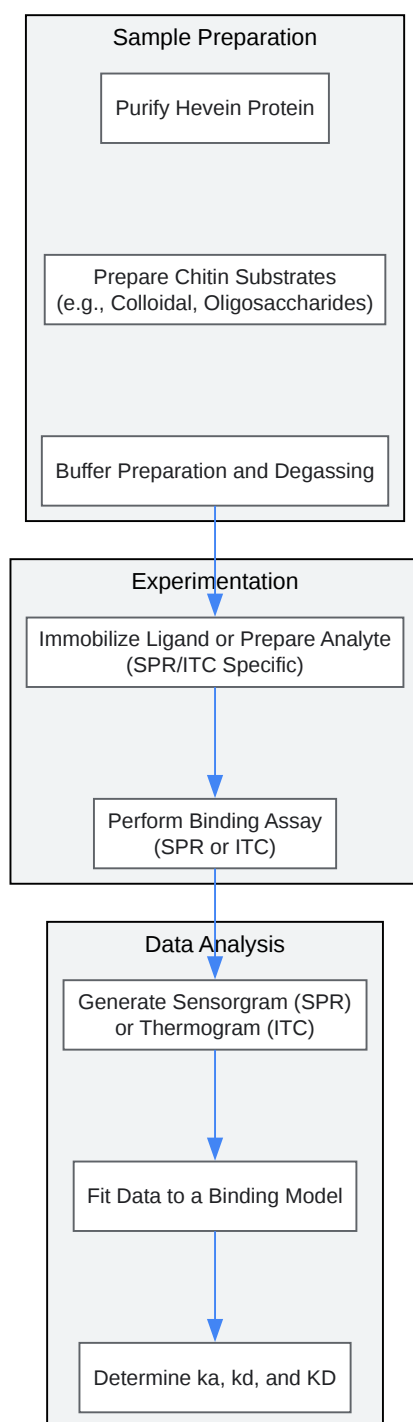 Sample Preparation
Purify Hevein Protein
Prepare Chitin Substrates
(e.g., Colloidal, Oligosaccharides)
Buffer Preparation and Degassing
Experimentation
Immobilize Ligand or Prepare Analyte
(SPR/ITC Specific)
Perform Binding Assay
(SPR or ITC)
Data Analysis
Generate Sensorgram (SPR)
or Thermogram (ITC)
Fit Data to a Binding Model
Determine ka, kd, and KD